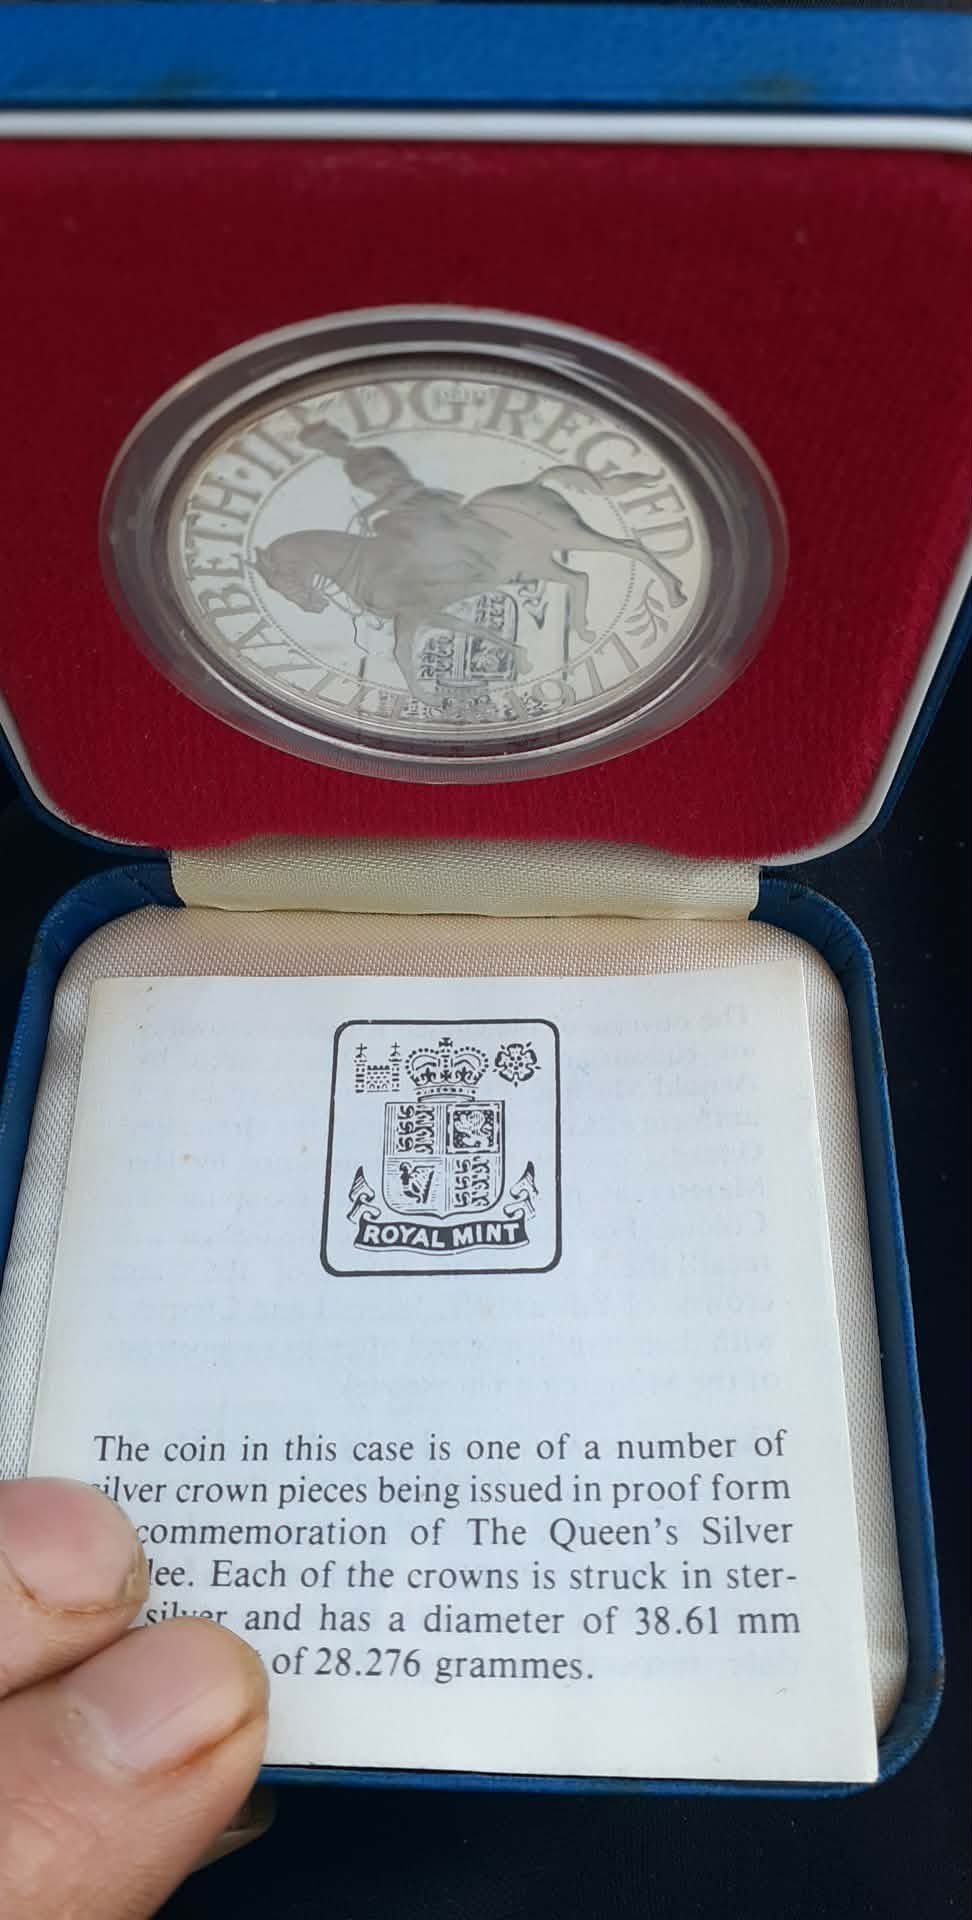 ELIZABETH·II D·G·REG FD 1977
ROYAL MINT
The coin in this case is one of a number of
silver crown pieces being issued in proof form
commemoration of The Queen's Silver
lee. Each of the crowns is struck in ster-
silver and has a diameter of 38.61 mm
of 28.276 grammes.